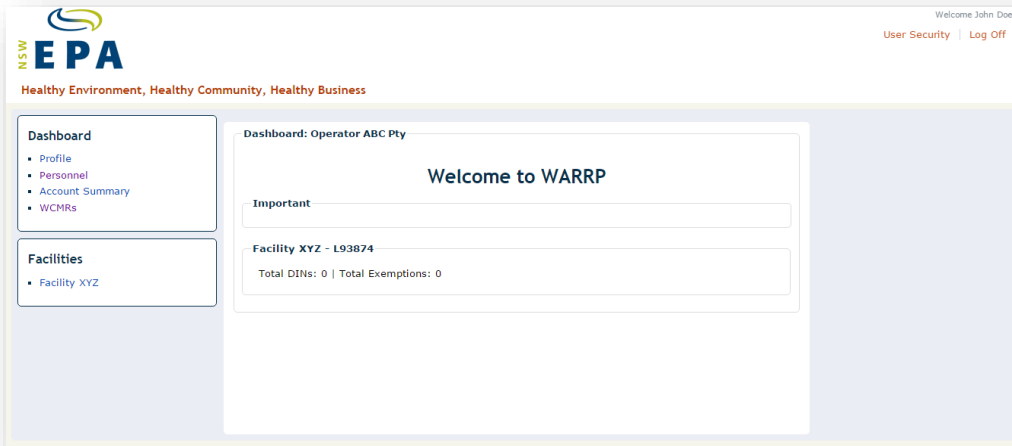 Welcome John Doe
User Security | Log Off
NSW
EPA
Healthy Environment, Healthy Community, Healthy Business
Dashboard
Profile
Personnel
Account Summary
WCMRs
Facilities
Facility XYZ
Dashboard: Operator ABC Pty
Welcome to WARRP
Important
Facility XYZ - L93874
Total DINs: 0 | Total Exemptions: 0